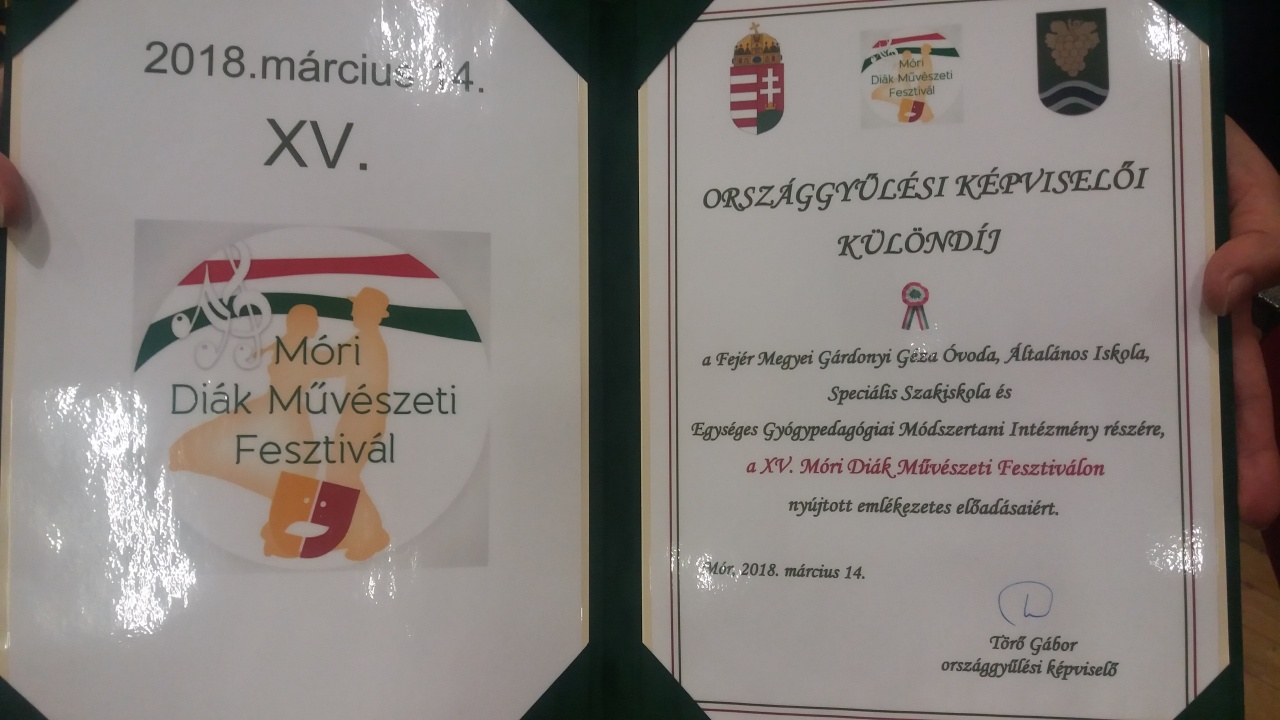 2018.március 14.
XV.
Móri
Diák Művészeti
Fesztivál
Móri
Diák Művészeti
Fesztivál
ORSZÁGGYŰLÉSI KÉPVISELŐI
KÜLÖNDÍJ
a Fejér Megyei Gárdonyi Géza Óvoda, Általános Iskola,
Speciális Szakiskola és
Egységes Gyógypedagógiai Módszertani Intézmény részére,
a XV. Móri Diák Művészeti Fesztiválon
nyújtott emlékezetes előadásaiért.
Mór, 2018. március 14.
Törő Gábor
országgyűlési képviselő